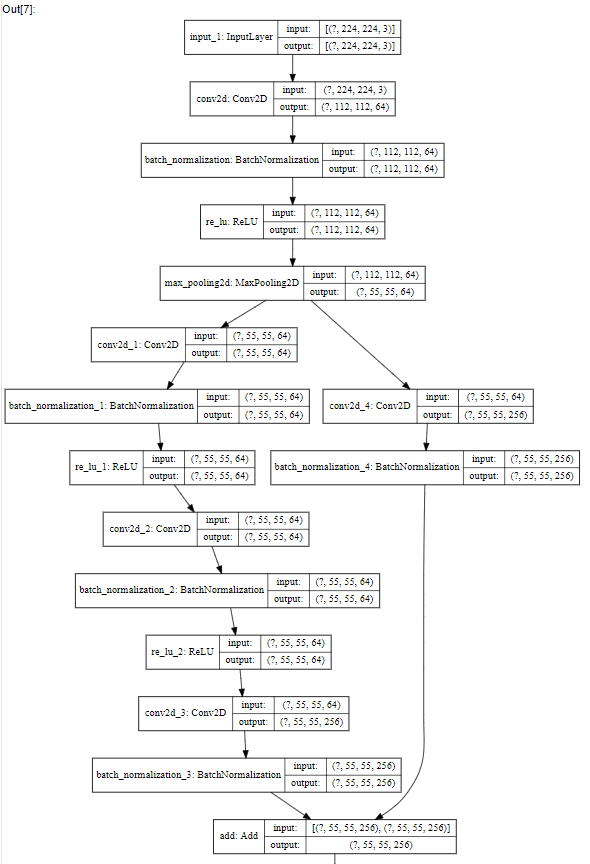 Out[7]:
input_1: InputLayer
input: [(?, 224, 224, 3)]
output: [(?, 224, 224, 3)]
conv2d: Conv2D
input: (?, 224, 224, 3)
output: (?, 112, 112, 64)
batch_normalization: BatchNormalization
input: (?, 112, 112, 64)
output: (?, 112, 112, 64)
re_lu: ReLU
input: (?, 112, 112, 64)
output: (?, 112, 112, 64)
max_pooling2d: MaxPooling2D
input: (?, 112, 112, 64)
output: (?, 55, 55, 64)
conv2d_1: Conv2D
input: (?, 55, 55, 64)
output: (?, 55, 55, 64)
batch_normalization_1: BatchNormalization
input: (?, 55, 55, 64)
output: (?, 55, 55, 64)
conv2d_4: Conv2D
input: (?, 55, 55, 64)
output: (?, 55, 55, 256)
re_lu_1: ReLU
input: (?, 55, 55, 64)
output: (?, 55, 55, 64)
batch_normalization_4: BatchNormalization
input: (?, 55, 55, 256)
output: (?, 55, 55, 256)
conv2d_2: Conv2D
input: (?, 55, 55, 64)
output: (?, 55, 55, 64)
batch_normalization_2: BatchNormalization
input: (?, 55, 55, 64)
output: (?, 55, 55, 64)
re_lu_2: ReLU
input: (?, 55, 55, 64)
output: (?, 55, 55, 64)
conv2d_3: Conv2D
input: (?, 55, 55, 64)
output: (?, 55, 55, 256)
batch_normalization_3: BatchNormalization
input: (?, 55, 55, 256)
output: (?, 55, 55, 256)
add: Add
input: [(?, 55, 55, 256), (?, 55, 55, 256)]
output: (?, 55, 55, 256)